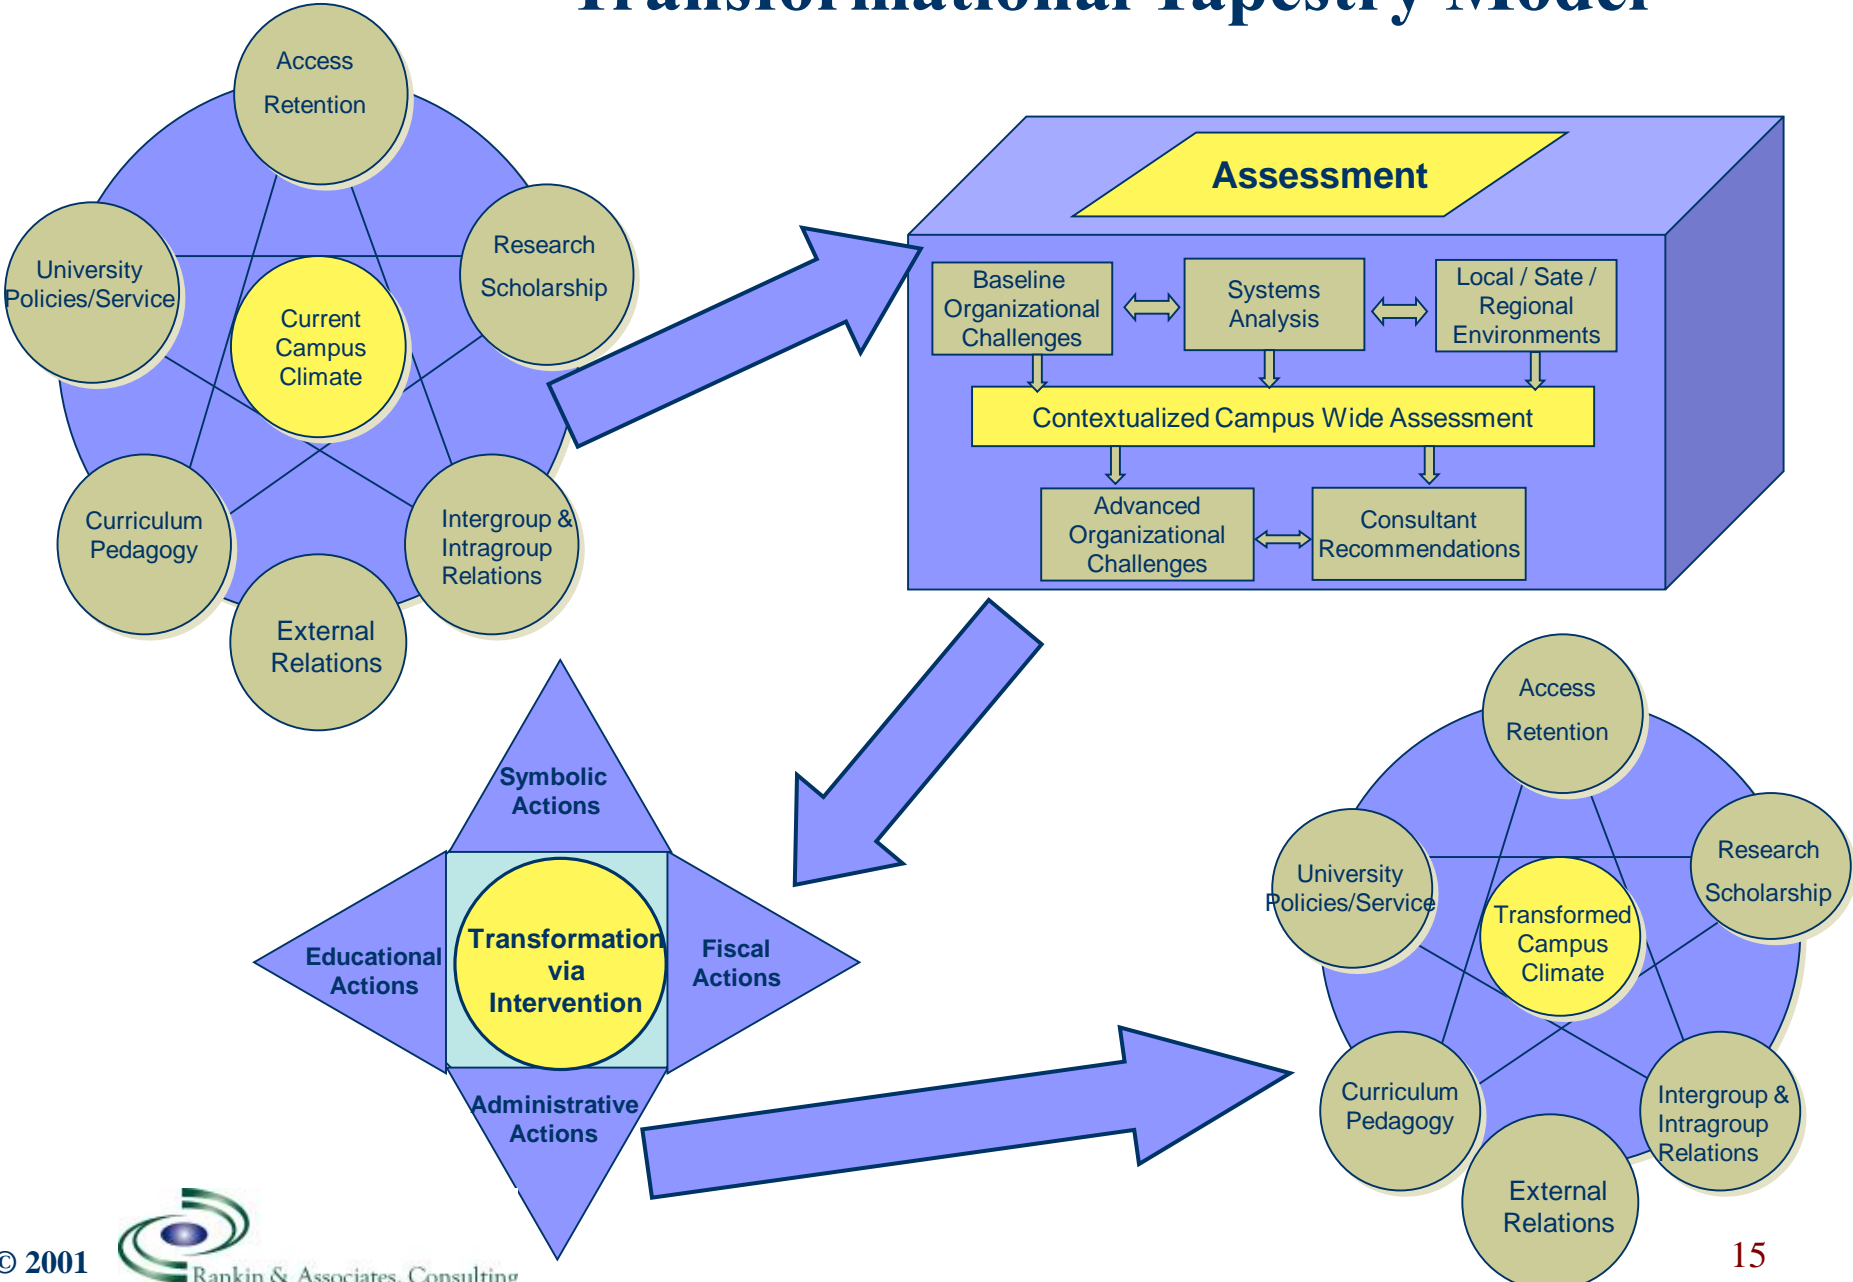 Transformational Tapestry Model
Access
Retention
Research
Scholarship
University
Policies/Service
Current
Campus
Climate
Curriculum
Pedagogy
Intergroup &
Intragroup
Relations
External
Relations
Assessment
Baseline
Organizational
Challenges
Systems
Analysis
Local / Sate /
Regional
Environments
Contextualized Campus Wide Assessment
Advanced
Organizational
Challenges
Consultant
Recommendations
Symbolic
Actions
Educational
Actions
Transformation
via
Intervention
Fiscal
Actions
Administrative
Actions
Access
Retention
Research
Scholarship
University
Policies/Service
Transformed
Campus
Climate
Curriculum
Pedagogy
Intergroup &
Intragroup
Relations
External
Relations
© 2001
Rankin & Associates, Consulting
15